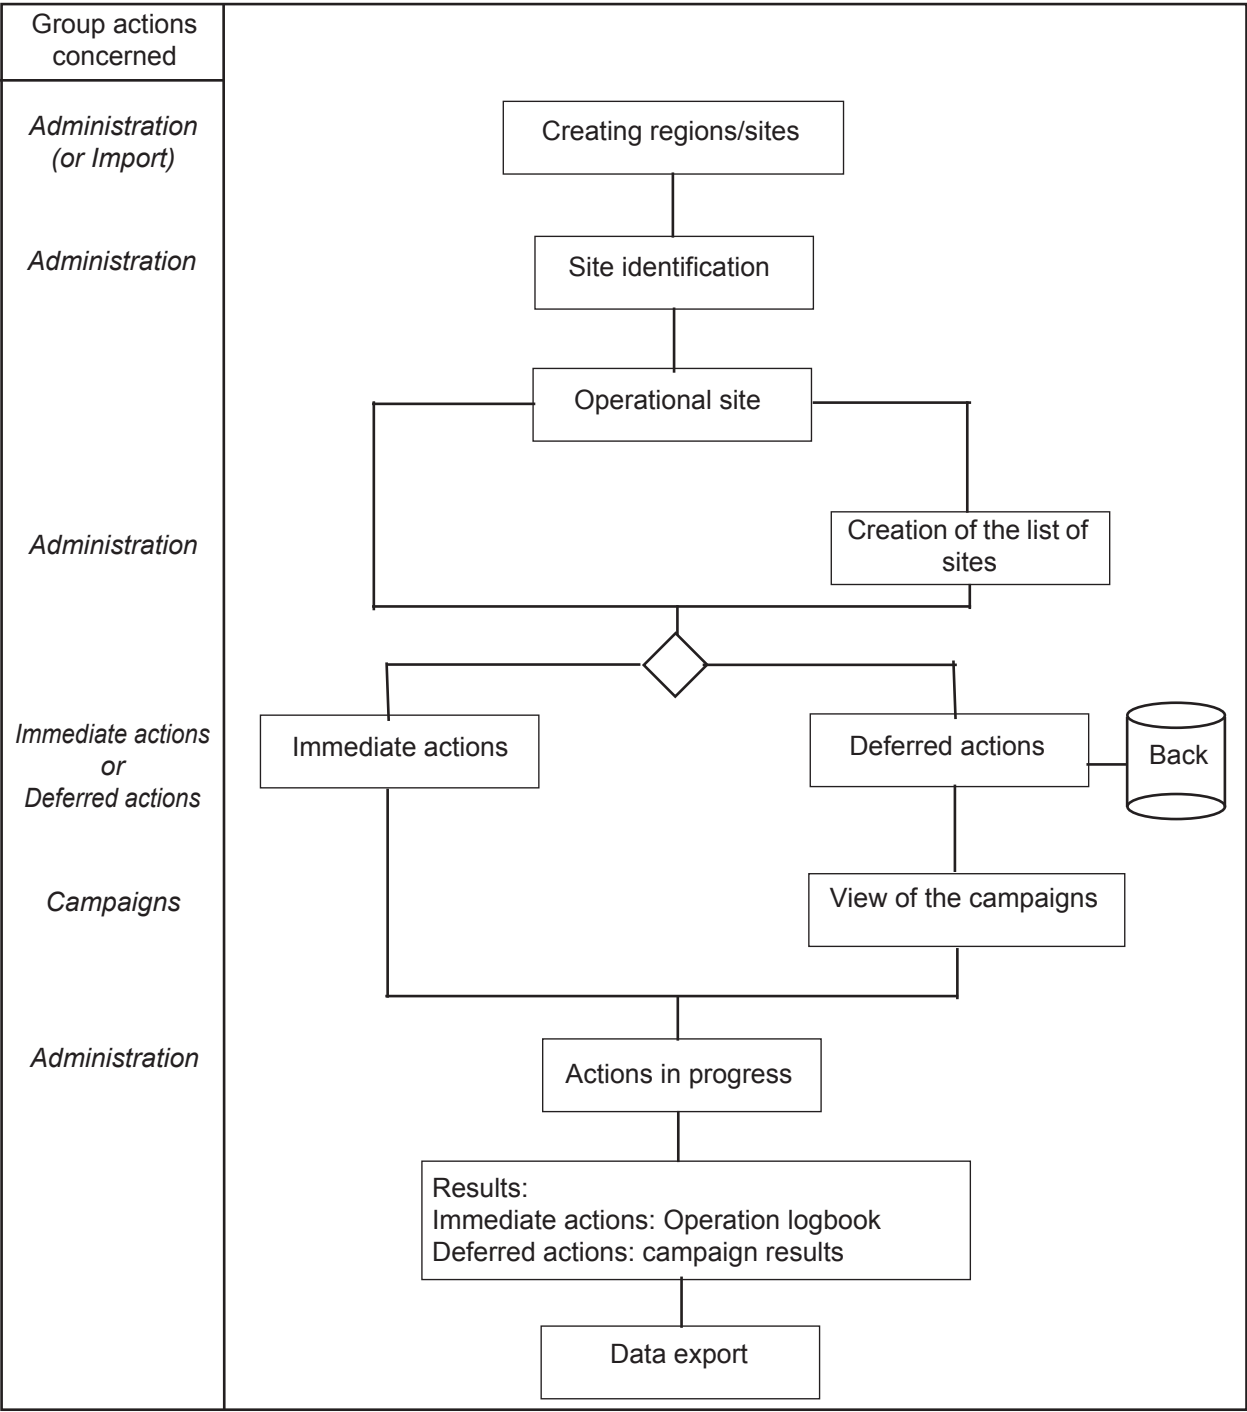 Group actions
concerned
Administration
(or Import)
Creating regions/sites
Administration
Site identification
Operational site
Administration
Creation of the list of
sites
Immediate actions
or
Deferred actions
Immediate actions
Deferred actions
Back
Campaigns
View of the campaigns
Administration
Actions in progress
Results:
Immediate actions: Operation logbook
Deferred actions: campaign results
Data export